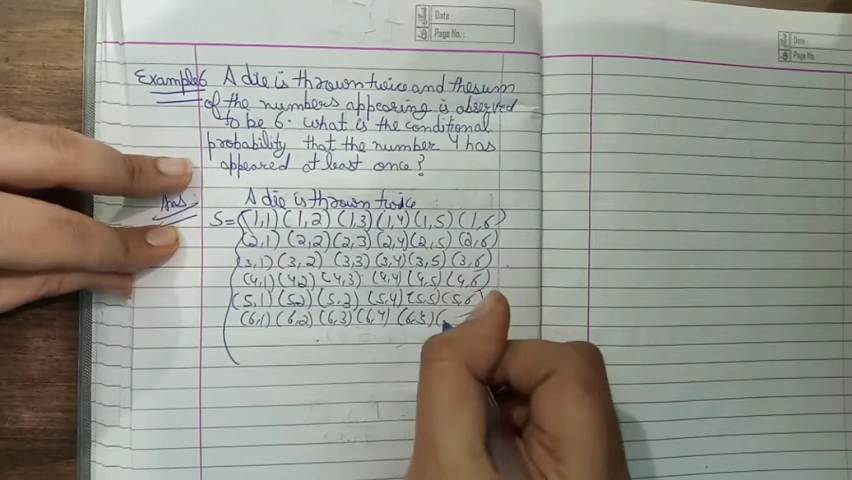 Date :
Page No. :
Date :
Page No. :
Example 6 A die is thrown twice and the sum
of the numbers appearing is observed
to be 6. what is the conditional
probability that the number 4 has
appeared at least once?
Ans A die is thrown twice
S= (1,1) (1,2) (1,3) (1,4) (1,5) (1,6)
(2,1) (2,2) (2,3) (2,4) (2,5) (2,6)
(3,1) (3,2) (3,3) (3,4) (3,5) (3,6)
(4,1) (4,2) (4,3) (4,4) (4,5) (4,6)
(5,1) (5,2) (5,3) (5,4) (5,5) (5,6)
(6,1) (6,2) (6,3) (6,4) (6,5) (